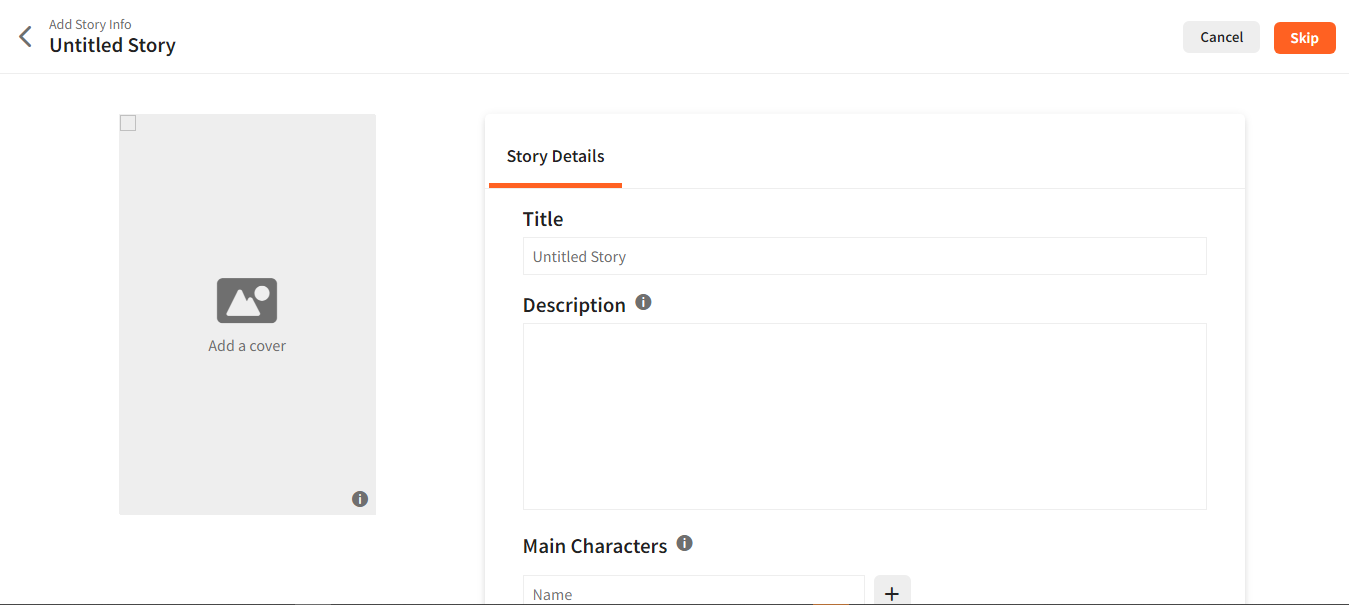 Add Story Info
Untitled Story
Cancel
Skip
Add a cover
Story Details
Title
Untitled Story
Description
Main Characters
Name